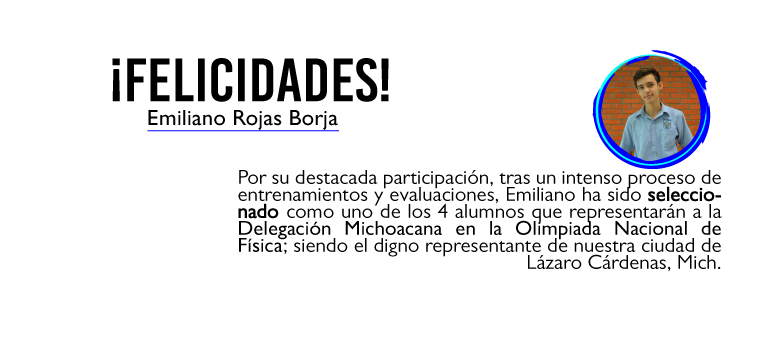 ¡FELICIDADES!
Emiliano Rojas Borja
Por su destacada participación, tras un intenso proceso de
entrenamientos y evaluaciones, Emiliano ha sido seleccio-
nado como uno de los 4 alumnos que representarán a la
Delegación Michoacana en la Olimpiada Nacional de
Física; siendo el digno representante de nuestra ciudad de
Lázaro Cárdenas, Mich.